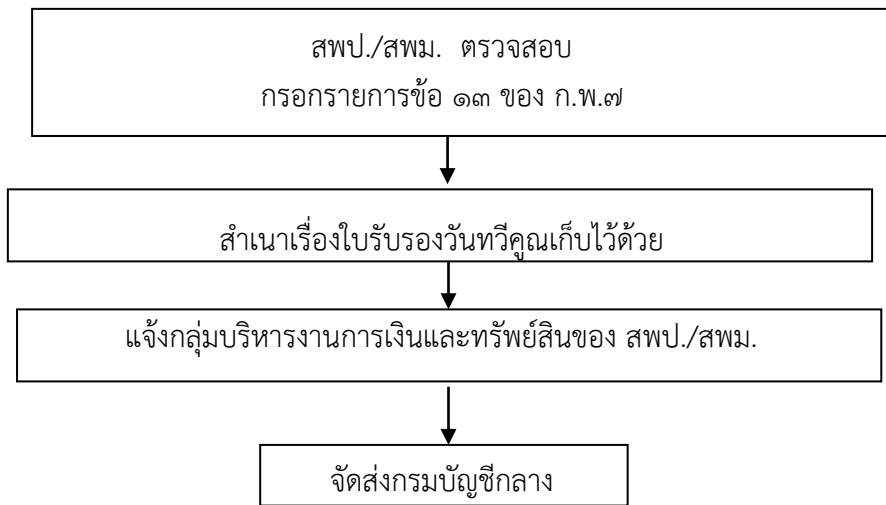 สพป./สพม. ตรวจสอบ
กรอกรายการข้อ ๑๓ ของ ก.พ.๗
สำเนาเรื่องใบรับรองวันทวีคูณเก็บไว้ด้วย
แจ้งกลุ่มบริหารงานการเงินและทรัพย์สินของ สพป./สพม.
จัดส่งกรมบัญชีกลาง